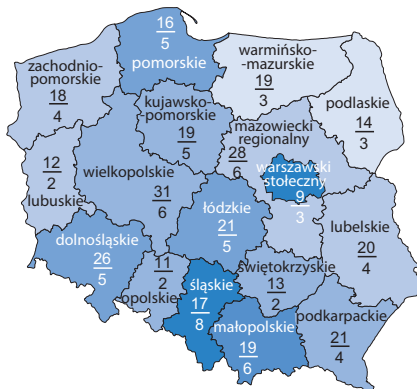 16
5
pomorskie
zachodnio-
pomorskie
18
4
warmińsko-
mazurskie
19
3
podlaskie
14
3
kujawsko-
pomorskie
19
5
mazowiecki
regionalny
28
6
warszawski
stołeczny
9
3
12
2
lubuskie
wielkopolskie
31
6
łódzkie
21
5
lubelskie
20
4
dolnośląskie
26
5
11
2
opolskie
śląskie
17
8
świętokrzyskie
13
2
małopolskie
19
6
podkarpackie
21
4